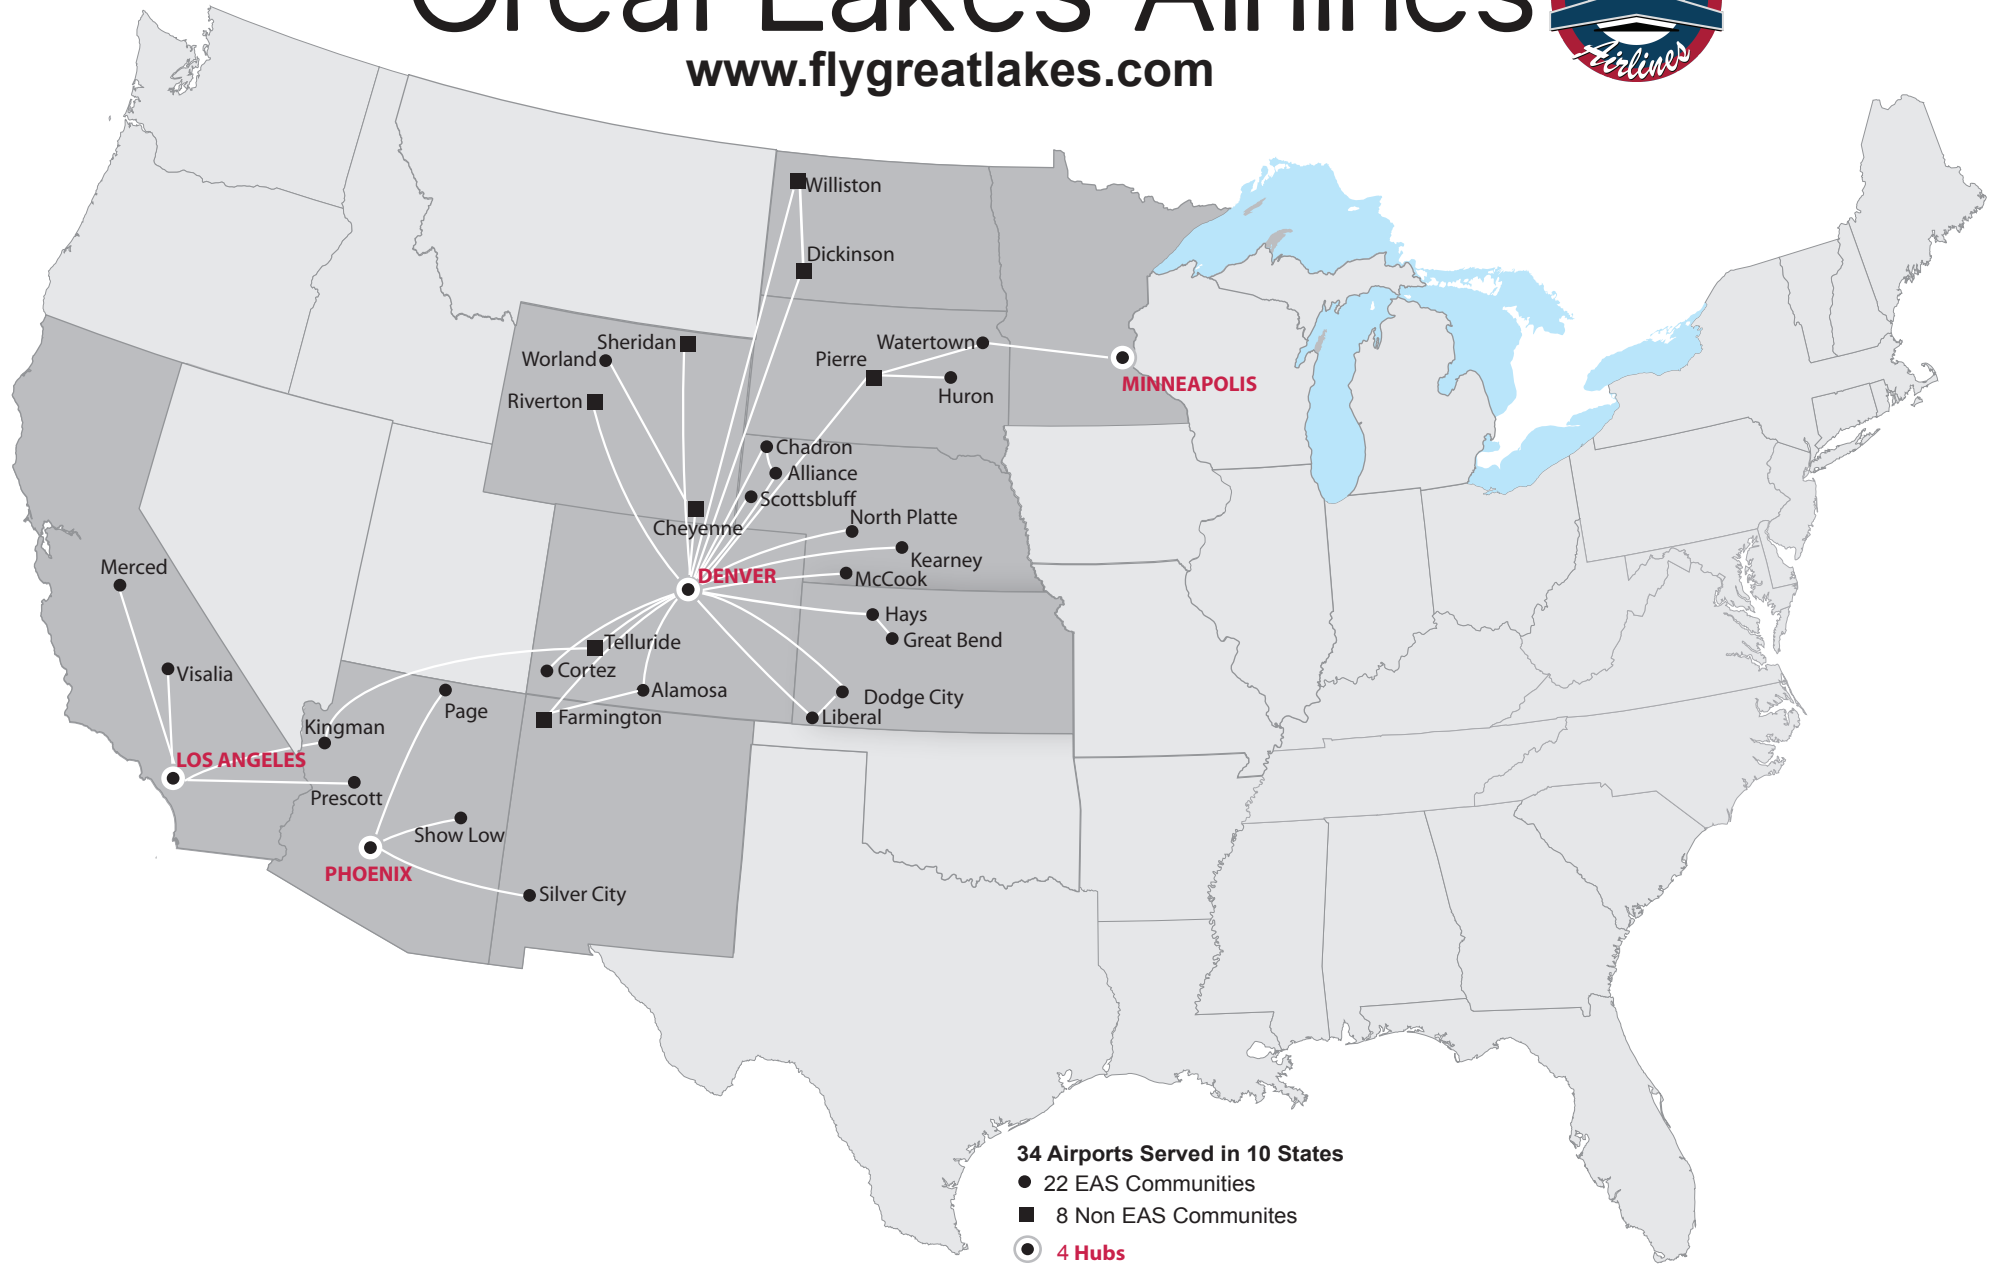 Great Lakes Airlines
Airlines
www.flygreatlakes.com
Williston
Dickinson
Sheridan
Worland
Riverton
Watertown
Pierre
Huron
MINNEAPOLIS
Chadron
Alliance
Scottsbluff
Cheyenne
North Platte
Kearney
McCook
DENVER
Merced
Visalia
Hays
Great Bend
Telluride
Cortez
Alamosa
Farmington
Dodge City
Liberal
Page
Kingman
LOS ANGELES
Prescott
Show Low
PHOENIX
Silver City
34 Airports Served in 10 States
22 EAS Communities
8 Non EAS Communites
4 Hubs